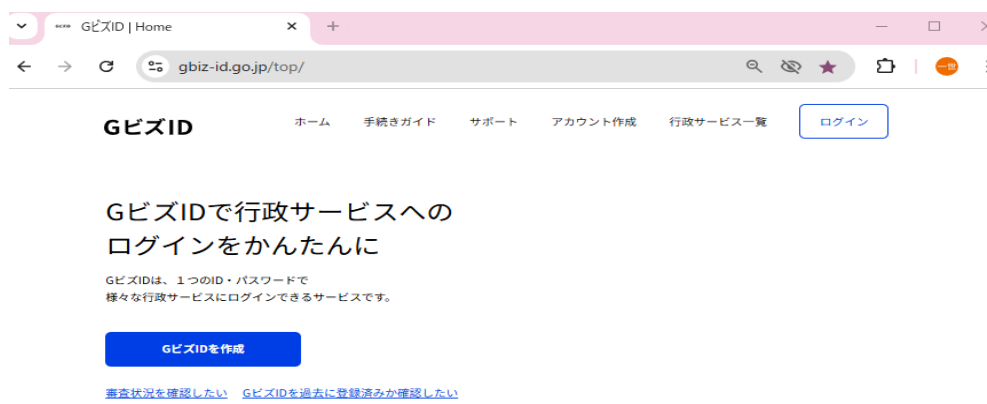 GビズID | Home
gbiz-id.go.jp/top/
一世
GビズID
ホーム 手続きガイド サポート アカウント作成 行政サービス一覧 ログイン
GビズIDで行政サービスへの
ログインをかんたんに
GビズIDは、１つのID・パスワードで
様々な行政サービスにログインできるサービスです。
GビズIDを作成
審査状況を確認したい GビズIDを過去に登録済みか確認したい